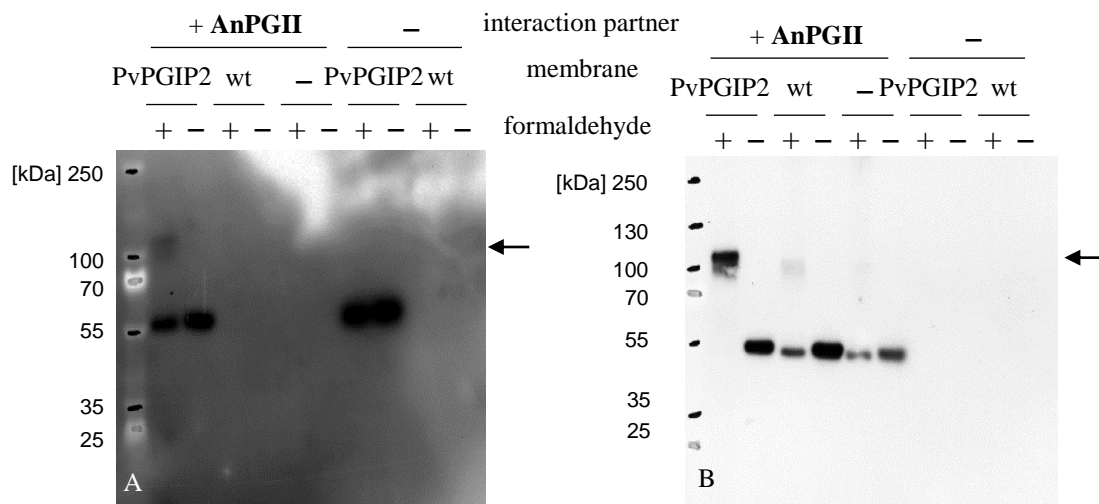 + AnPGII – interaction partner + AnPGII –
PvPGIP2 wt – PvPGIP2 wt membrane PvPGIP2 wt – PvPGIP2 wt
+ – + – + – + – + – formaldehyde + – + – + – + – + –
[kDa] 250
100
70
55
35
25
A
[kDa] 250
130
100
70
55
35
25
B